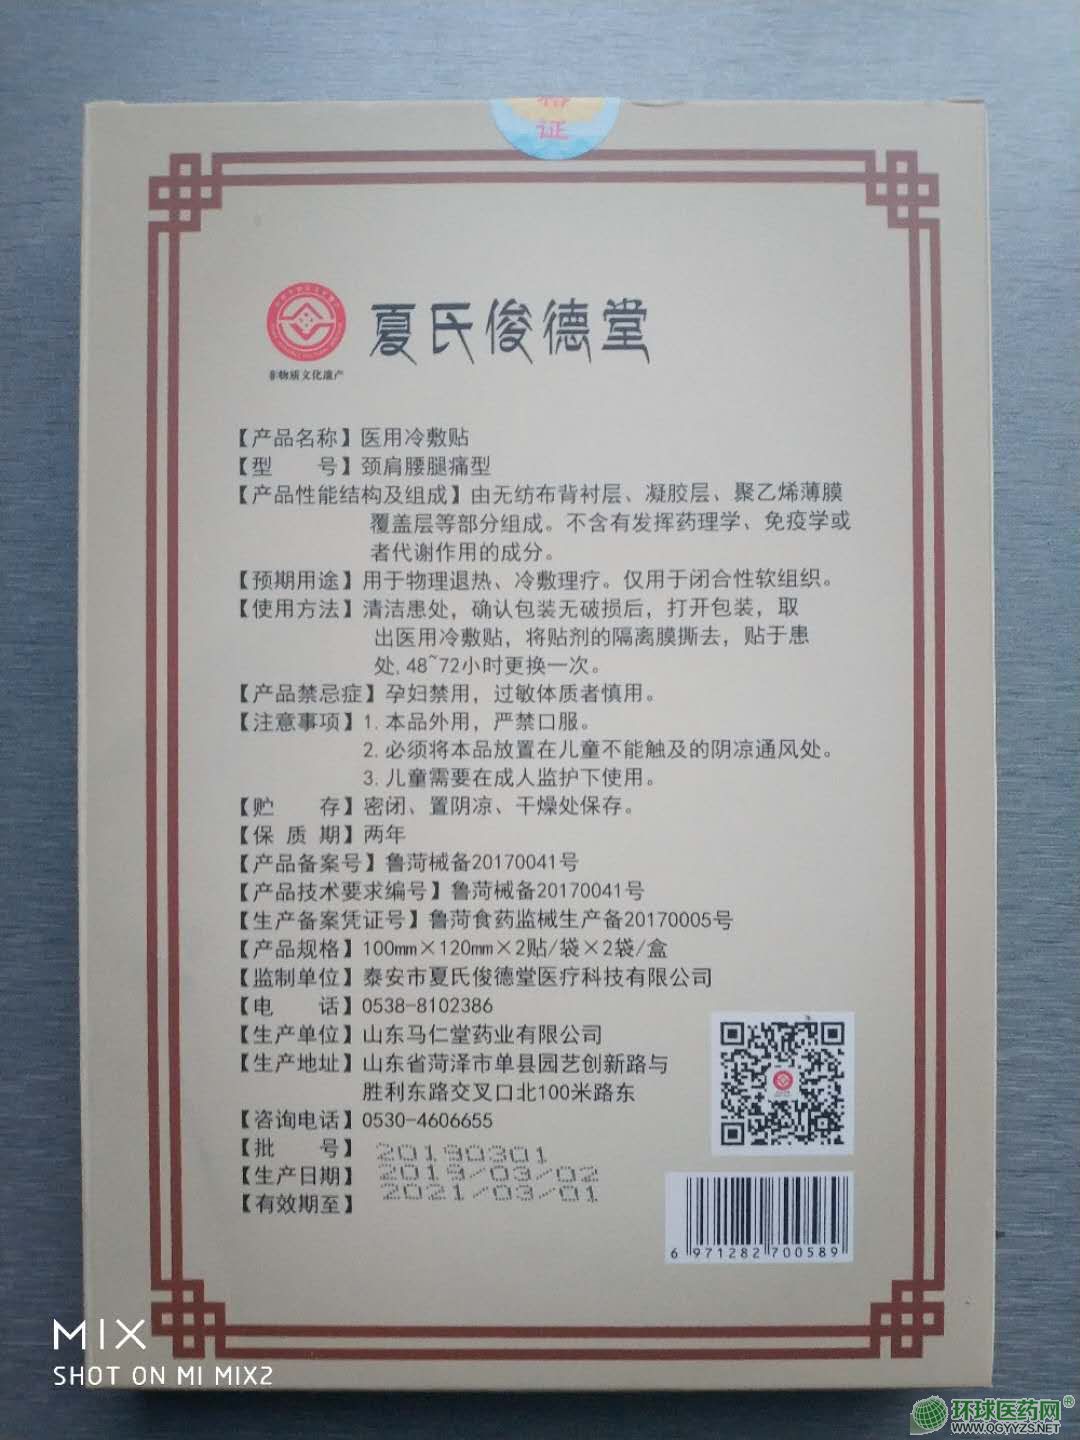 格
证
夏氏俊德堂
非物质文化遗产
【产品名称】医用冷敷贴
【型 号】颈肩腰腿痛型
【产品性能结构及组成】由无纺布背衬层、凝胶层、聚乙烯薄膜
覆盖层等部分组成。不含有发挥药理学、免疫学或
者代谢作用的成分。
【预期用途】用于物理退热、冷敷理疗。仅用于闭合性软组织。
【使用方法】清洁患处，确认包装无破损后，打开包装，取
出医用冷敷贴，将贴剂的隔离膜撕去，贴于患
处.48~72小时更换一次。
【产品禁忌症】孕妇禁用，过敏体质者慎用。
【注意事项】1.本品外用，严禁口服。
2.必须将本品放置在儿童不能触及的阴凉通风处。
3.儿童需要在成人监护下使用。
【贮 存】密闭、置阴凉、干燥处保存。
【保 质 期】两年
【产品备案号】鲁菏械备20170041号
【产品技术要求编号】鲁菏械备20170041号
【生产备案凭证号】鲁菏食药监械生产备20170005号
【产品规格】100mm×120mm×2贴/袋×2袋/盒
【监制单位】泰安市夏氏俊德堂医疗科技有限公司
【电 话】0538-8102386
【生产单位】山东马仁堂药业有限公司
【生产地址】山东省菏泽市单县园艺创新路与
胜利东路交叉口北100米路东
【咨询电话】0530-4606655
【批 号】20190301
【生产日期】2019/03/02
【有效期至】2021/03/01
6 971282 700589
MIX
SHOT ON MI MIX2
环球医药网®
WWW.QGYYZS.NET